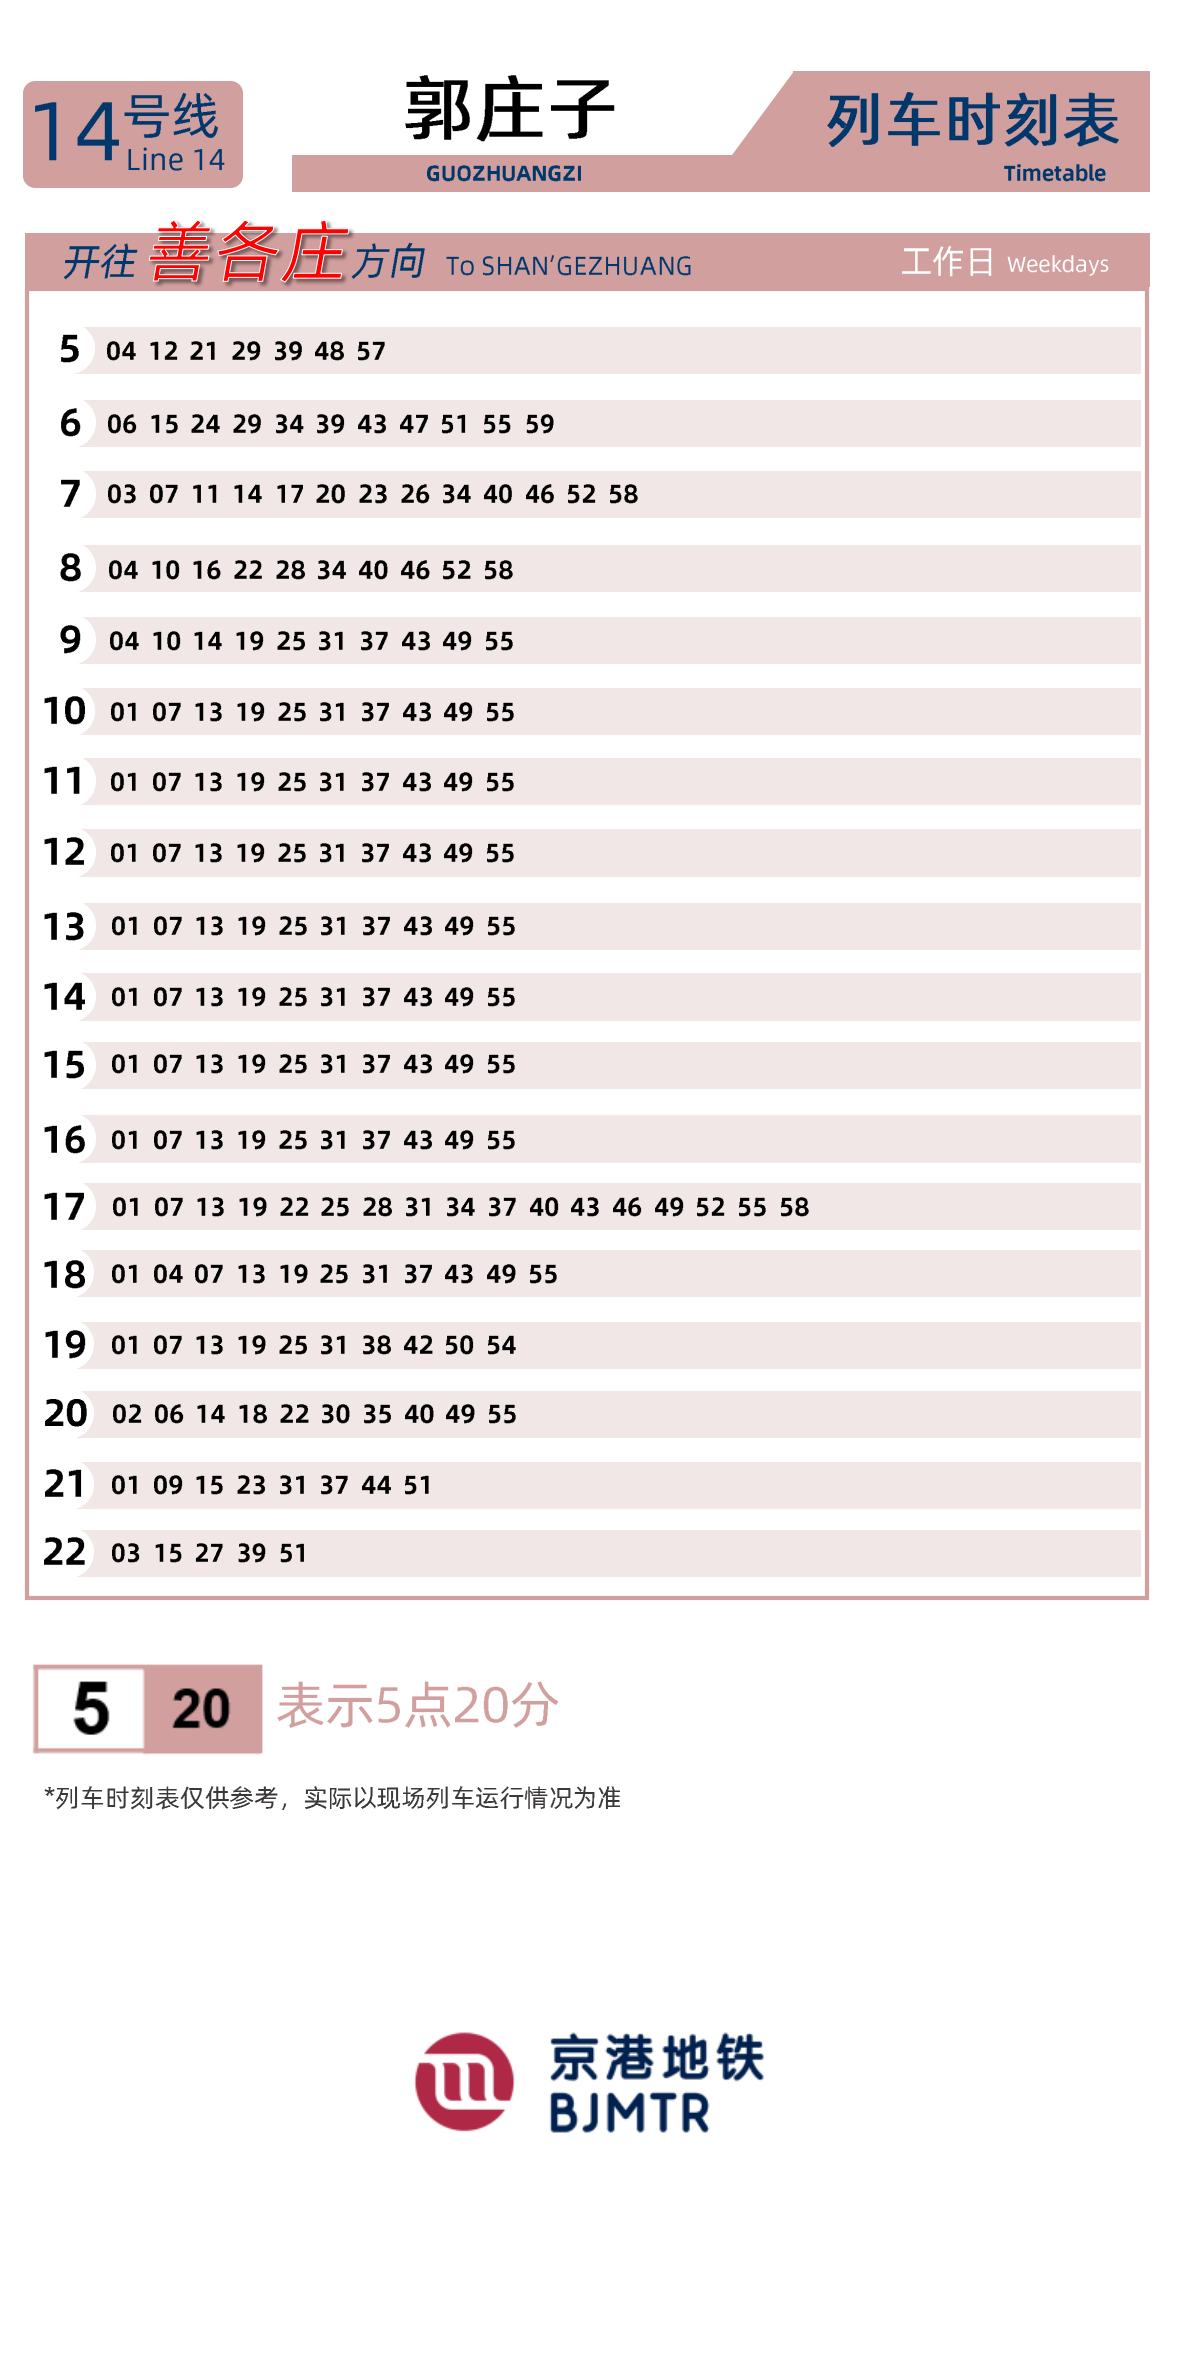 14号线
Line 14
郭庄子
GUOZHUANGZI
列车时刻表
Timetable
开往 善各庄 方向 To SHAN’GEZHUANG 工作日 Weekdays
5 04 12 21 29 39 48 57
6 06 15 24 29 34 39 43 47 51 55 59
7 03 07 11 14 17 20 23 26 34 40 46 52 58
8 04 10 16 22 28 34 40 46 52 58
9 04 10 14 19 25 31 37 43 49 55
10 01 07 13 19 25 31 37 43 49 55
11 01 07 13 19 25 31 37 43 49 55
12 01 07 13 19 25 31 37 43 49 55
13 01 07 13 19 25 31 37 43 49 55
14 01 07 13 19 25 31 37 43 49 55
15 01 07 13 19 25 31 37 43 49 55
16 01 07 13 19 25 31 37 43 49 55
17 01 07 13 19 22 25 28 31 34 37 40 43 46 49 52 55 58
18 01 04 07 13 19 25 31 37 43 49 55
19 01 07 13 19 25 31 38 42 50 54
20 02 06 14 18 22 30 35 40 49 55
21 01 09 15 23 31 37 44 51
22 03 15 27 39 51
5 20 表示5点20分
*列车时刻表仅供参考，实际以现场列车运行情况为准
京港地铁
BJMTR